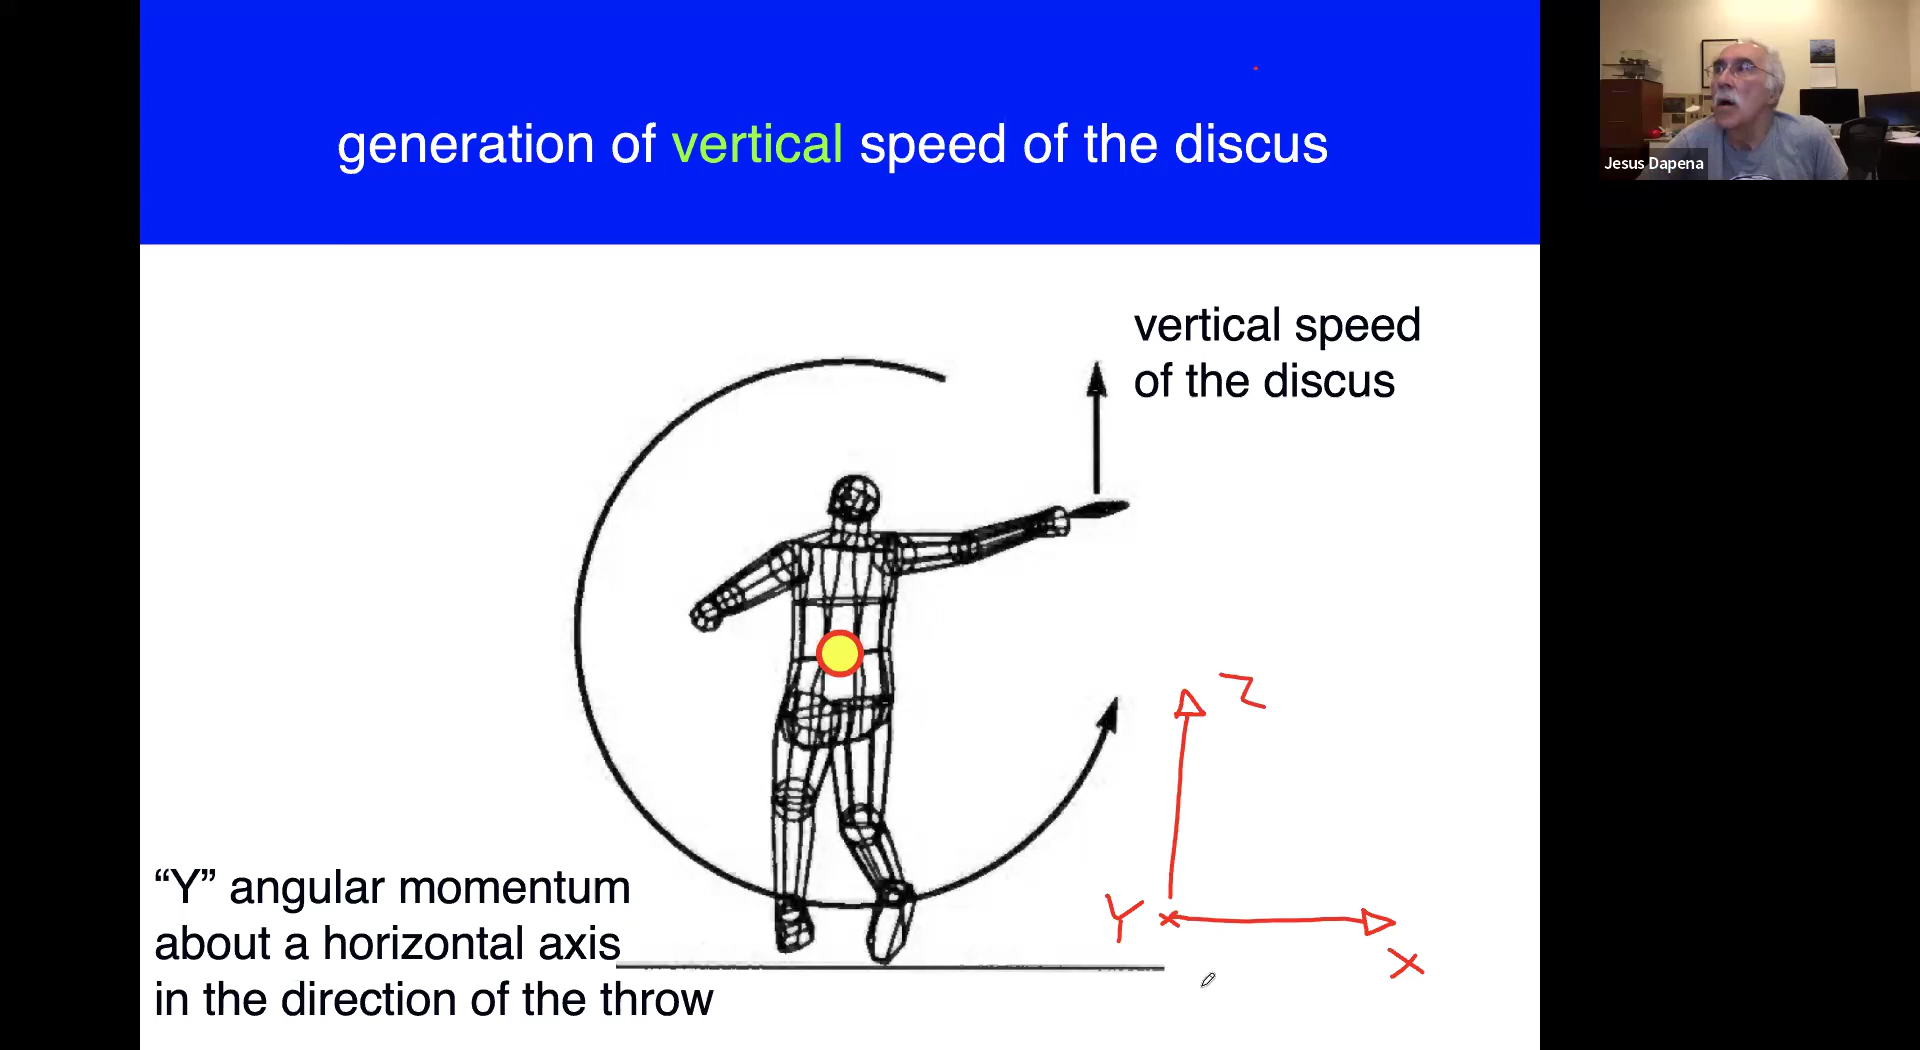 generation of vertical speed of the discus
Jesus Dapena
vertical speed
of the discus
Z
“Y” angular momentum
about a horizontal axis
in the direction of the throw
Y
X